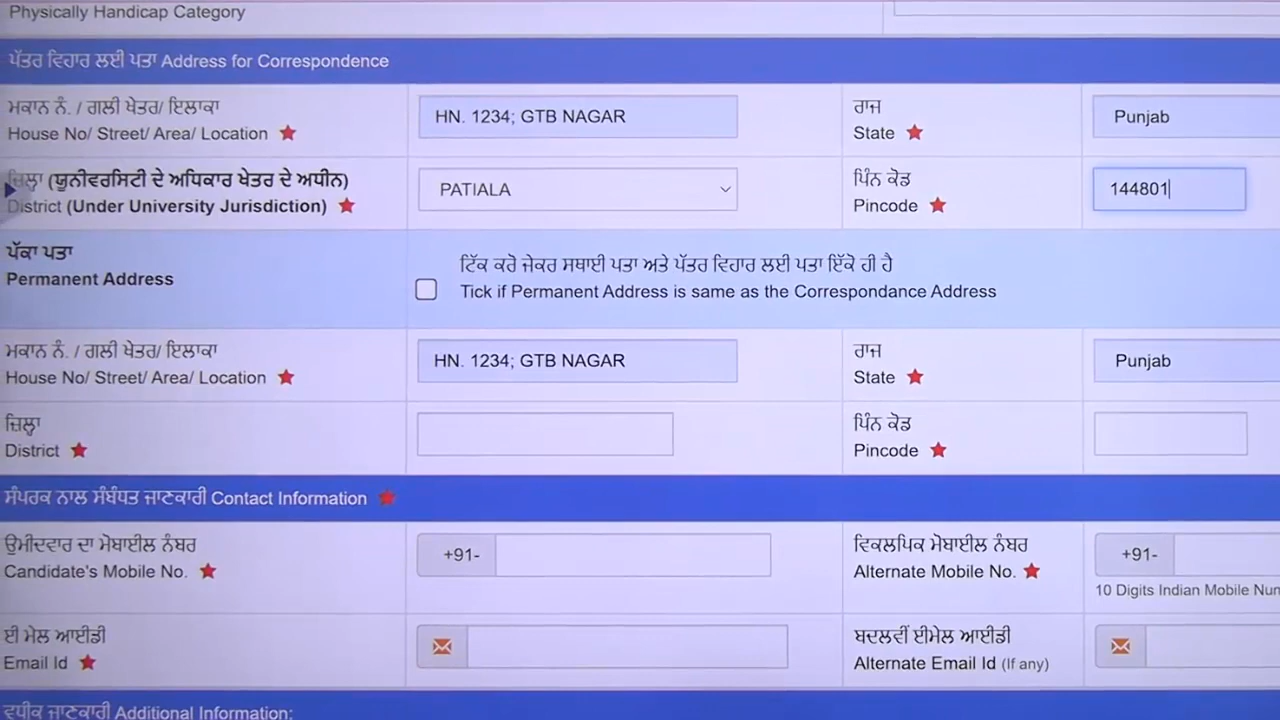 Physically Handicap Category
ਪੱਤਰ ਵਿਹਾਰ ਲਈ ਪਤਾ Address for Correspondence
ਮਕਾਨ ਨੰ. / ਗਲੀ ਖੇਤਰ/ ਇਲਾਕਾ
House No/ Street/ Area/ Location
HN. 1234; GTB NAGAR
ਰਾਜ
State
Punjab
ਜ਼ਿਲ੍ਹਾ (ਯੂਨੀਵਰਸਿਟੀ ਦੇ ਅਧਿਕਾਰ ਖੇਤਰ ਦੇ ਅਧੀਨ)
District (Under University Jurisdiction)
PATIALA
ਪਿੰਨ ਕੋਡ
Pincode
144801
ਪੱਕਾ ਪਤਾ
Permanent Address
ਟਿੱਕ ਕਰੋ ਜੇਕਰ ਸਥਾਈ ਪਤਾ ਅਤੇ ਪੱਤਰ ਵਿਹਾਰ ਲਈ ਪਤਾ ਇੱਕੋ ਹੀ ਹੈ
Tick if Permanent Address is same as the Correspondance Address
ਮਕਾਨ ਨੰ. / ਗਲੀ ਖੇਤਰ/ ਇਲਾਕਾ
House No/ Street/ Area/ Location
HN. 1234; GTB NAGAR
ਰਾਜ
State
Punjab
ਜ਼ਿਲ੍ਹਾ
District
ਪਿੰਨ ਕੋਡ
Pincode
ਸੰਪਰਕ ਨਾਲ ਸੰਬੰਧਤ ਜਾਣਕਾਰੀ Contact Information
ਉਮੀਦਵਾਰ ਦਾ ਮੋਬਾਈਲ ਨੰਬਰ
Candidate's Mobile No.
+91-
ਵਿਕਲਪਿਕ ਮੋਬਾਈਲ ਨੰਬਰ
Alternate Mobile No.
+91-
10 Digits Indian Mobile
ਈ ਮੇਲ ਆਈਡੀ
Email Id
ਬਦਲਵੀਂ ਈਮੇਲ ਆਈਡੀ
Alternate Email Id (If any)
ਵਧੀਕ ਜਾਣਕਾਰੀ Additional Information: